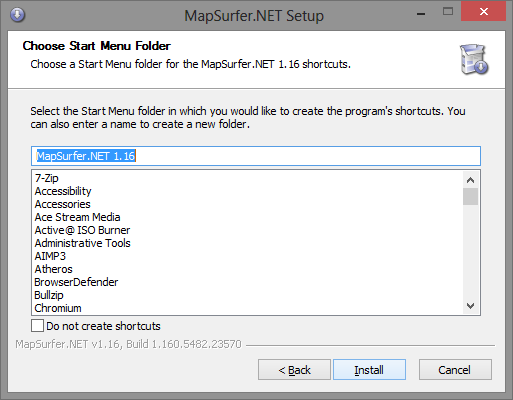 MapSurfer.NET Setup
Choose Start Menu Folder
Choose a Start Menu folder for the MapSurfer.NET 1.16 shortcuts.
Select the Start Menu folder in which you would like to create the program's shortcuts. You
can also enter a name to create a new folder.
MapSurfer.NET 1.16
7-Zip
Accessibility
Accessories
Ace Stream Media
Active@ ISO Burner
Administrative Tools
AIMP3
Atheros
BrowserDefender
Bullzip
Chromium
Do not create shortcuts
MapSurfer.NET v1.16, Build 1.160.5482.23570
< Back Install Cancel